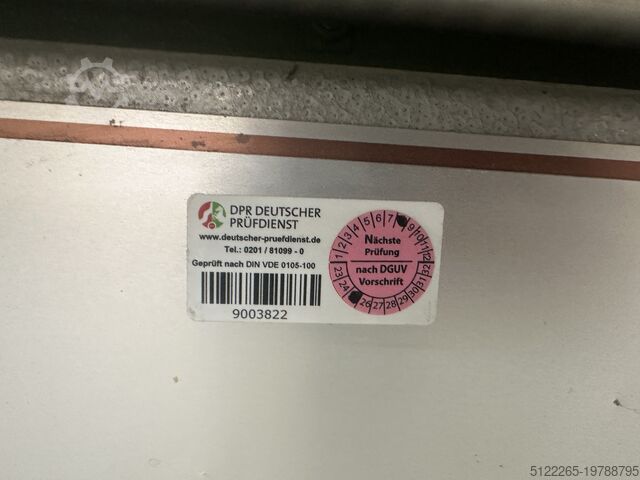 DPR DEUTSCHER
PRÜFDIENST
www.deutscher-pruefdienst.de
Tel.: 0201 / 81099 - 0
Geprüft nach DIN VDE 0105-100
9003822
1 2 3 4 5 6 7 9 10 11 12
Nächste
Prüfung
nach DGUV
Vorschrift
23 24 26 27 28 29 30 31 32
5122265-19788795